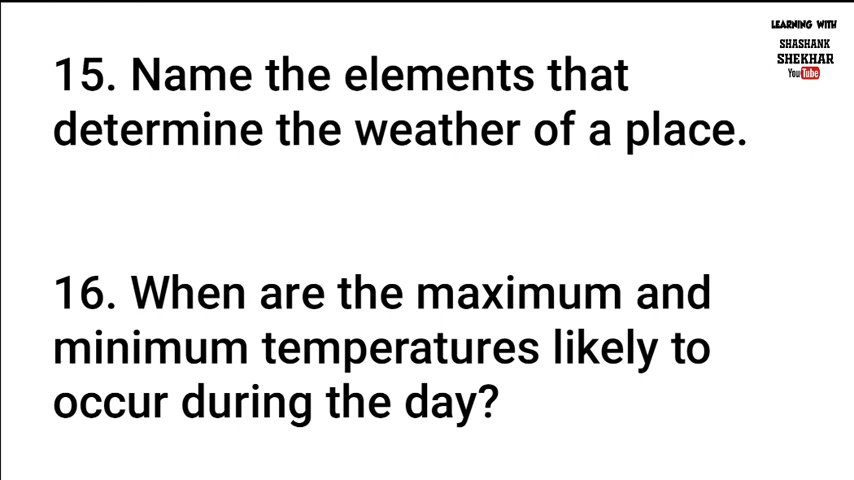 LEARNING WITH
SHASHANK
SHEKHAR
YouTube
15. Name the elements that
determine the weather of a place.
16. When are the maximum and
minimum temperatures likely to
occur during the day?